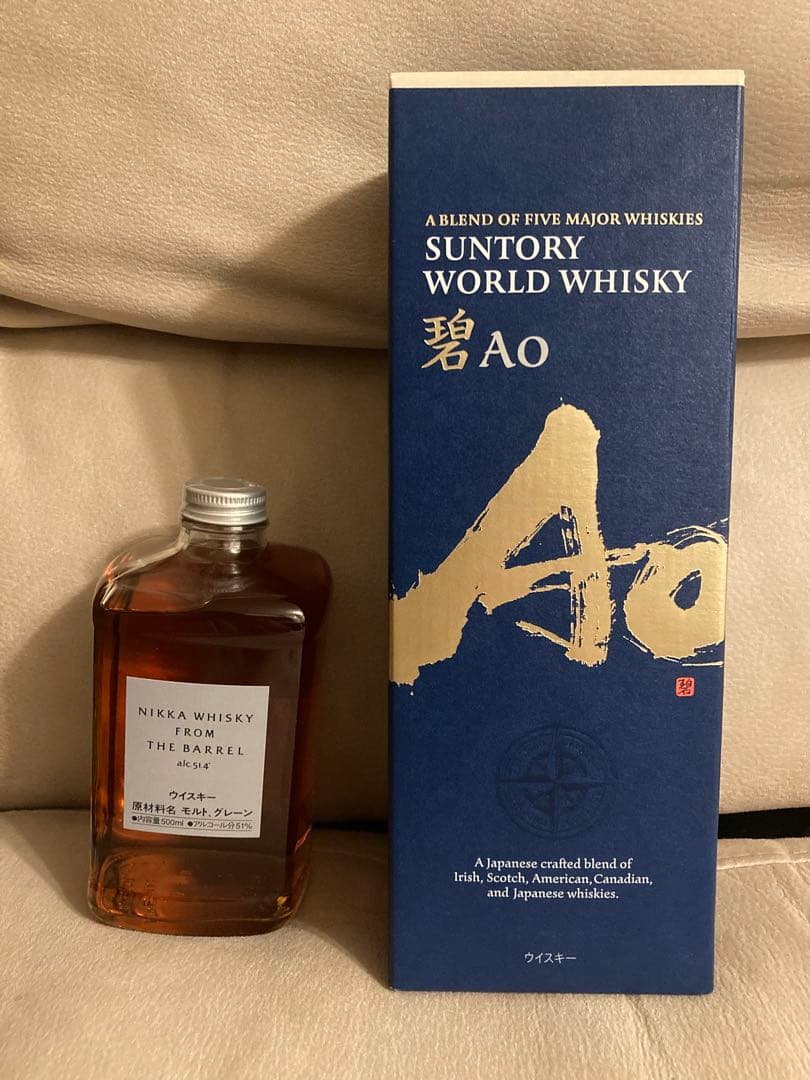 NIKKA WHISKY
FROM
THE BARREL
alc.51.4°
ウイスキー
原材料名 モルト、グレーン
●内容量500ml ●アルコール分51%
A BLEND OF FIVE MAJOR WHISKIES
SUNTORY
WORLD WHISKY
碧 AO
Ao
碧
A Japanese crafted blend of
Irish, Scotch, American, Canadian,
and Japanese whiskies.
ウイスキー